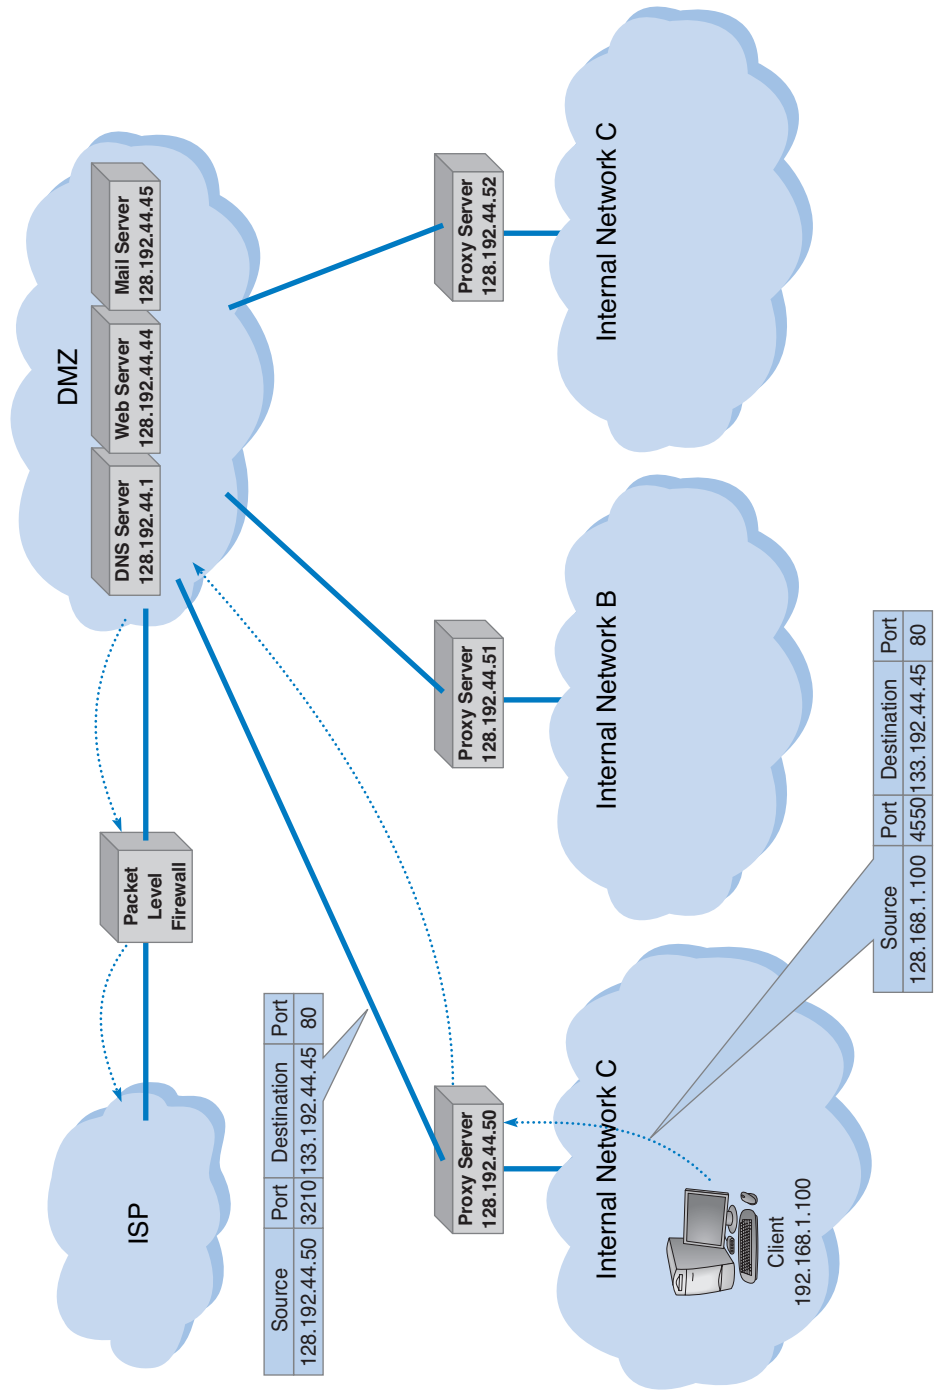 ISP
Packet
Level
Firewall
DMZ
DNS Server
128.192.44.1
Web Server
128.192.44.44
Mail Server
128.192.44.45
Source Port Destination Port
128.192.44.50 3210 133.192.44.45 80
Proxy Server
128.192.44.50
Proxy Server
128.192.44.51
Proxy Server
128.192.44.52
Internal Network C
Client
192.168.1.100
Internal Network B
Internal Network C
Source Port Destination Port
128.168.1.100 4550 133.192.44.45 80